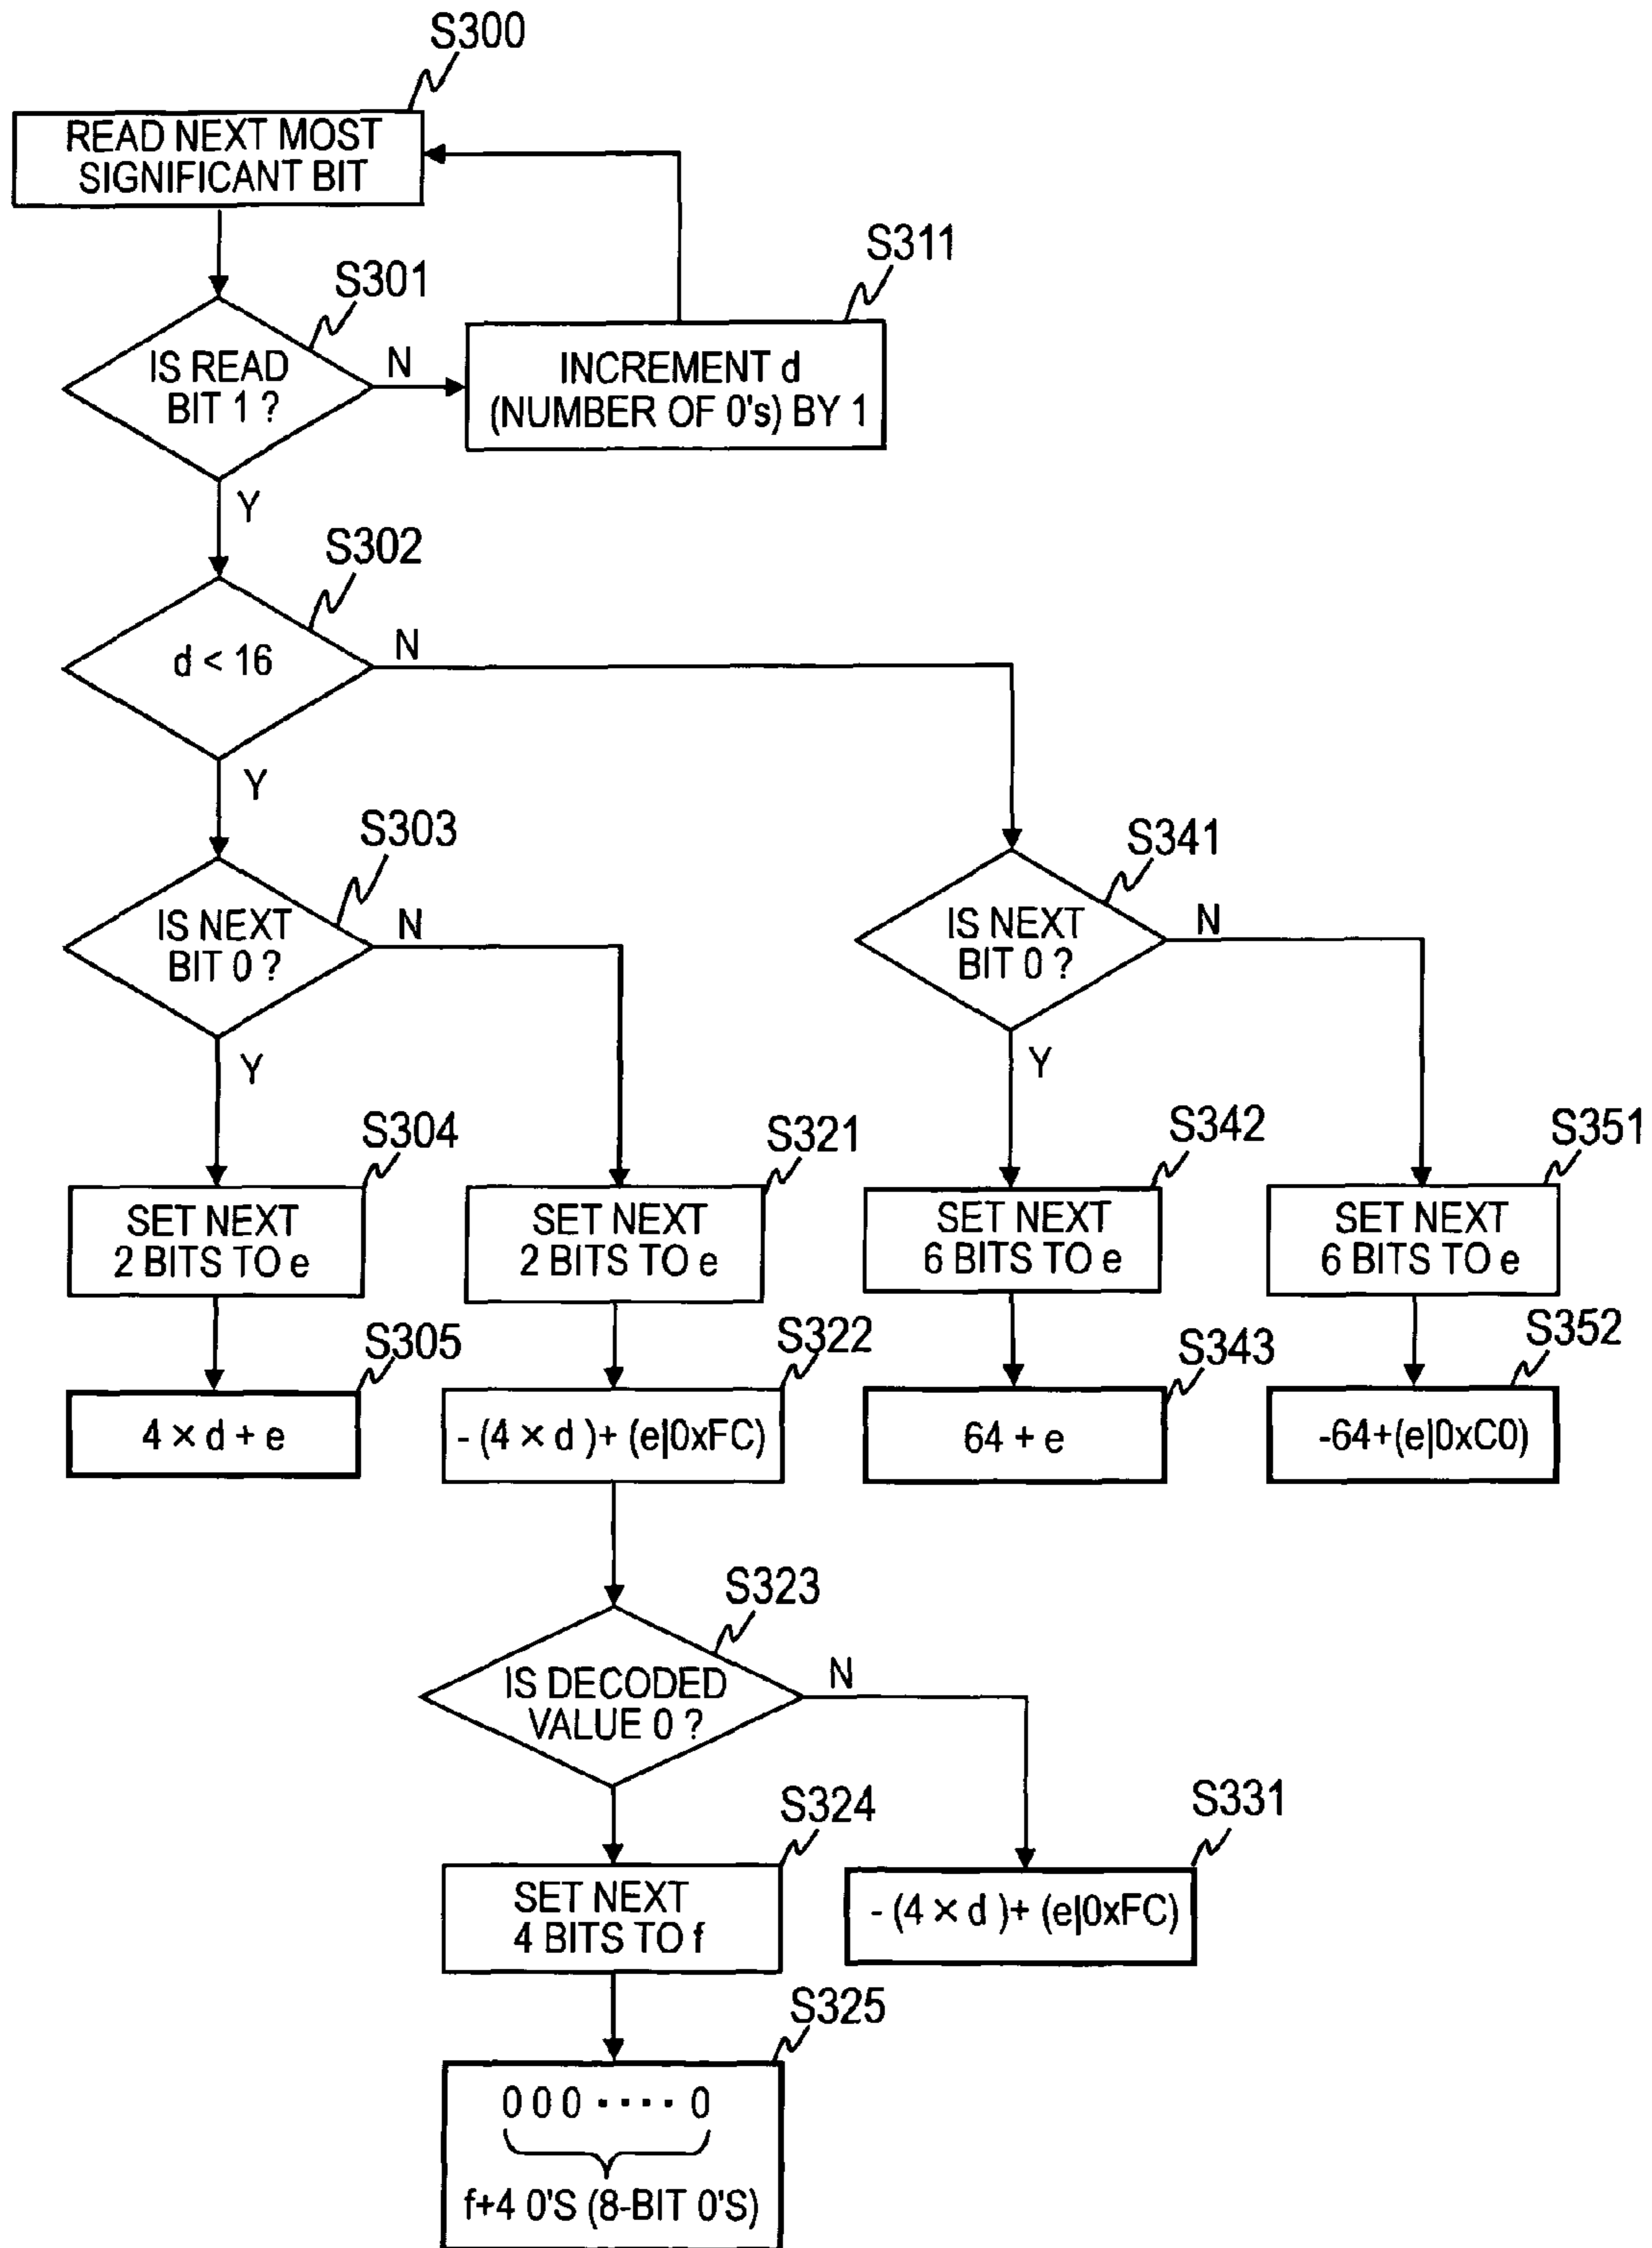 S300
READ NEXT MOST
SIGNIFICANT BIT
S311
S301
IS READ
BIT 1 ?
N
INCREMENT d
(NUMBER OF 0's) BY 1
Y
S302
d < 16
N
Y
S303
IS NEXT
BIT 0 ?
N
S341
IS NEXT
BIT 0 ?
N
Y
Y
S304
SET NEXT
2 BITS TO e
S321
SET NEXT
2 BITS TO e
S342
SET NEXT
6 BITS TO e
S351
SET NEXT
6 BITS TO e
S305
4 × d + e
S322
- (4 × d )+ (e|0xFC)
S343
64 + e
S352
-64+(e|0xC0)
S323
IS DECODED
VALUE 0 ?
N
S324
SET NEXT
4 BITS TO f
S331
- (4 × d )+ (e|0xFC)
S325
0 0 0 ···· 0
f+4 0'S (8-BIT 0'S)